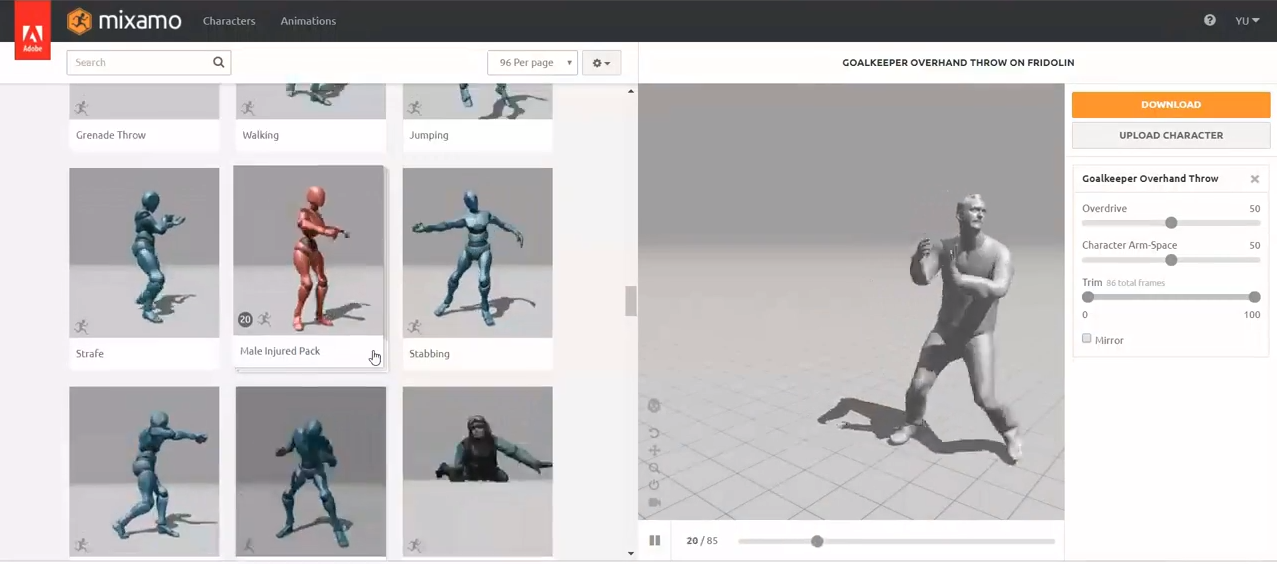 Adobe
mixamo
Characters
Animations
YU
Search
96 Per page
GOALKEEPER OVERHAND THROW ON FRIDOLIN
Grenade Throw
Walking
Jumping
Strafe
20
Male Injured Pack
Stabbing
20 / 85
DOWNLOAD
UPLOAD CHARACTER
Goalkeeper Overhand Throw
Overdrive 50
Character Arm-Space 50
Trim 86 total frames
0 100
Mirror